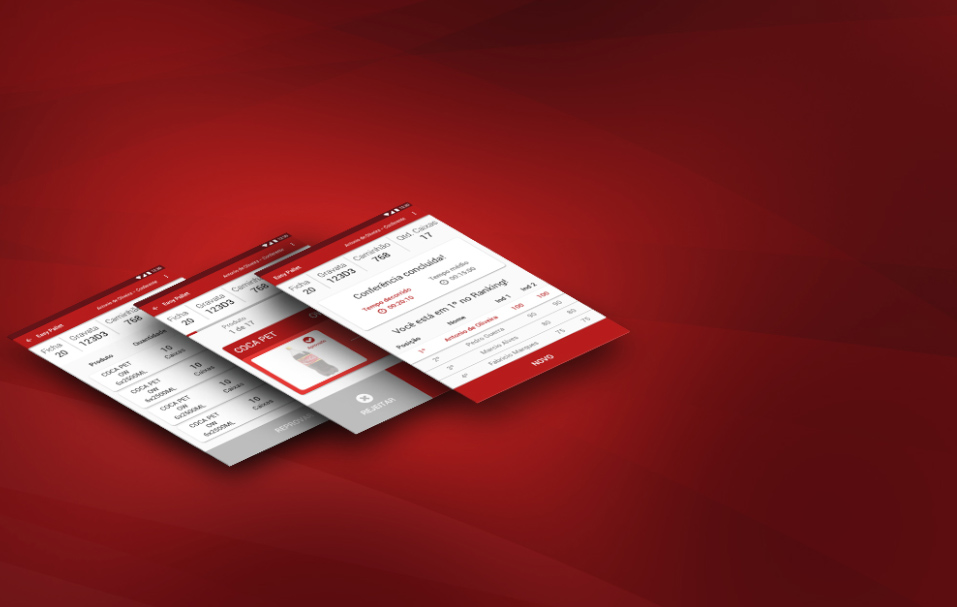 Antonio de Oliveira - Conferente
Easy Pallet
Ficha Gravata Caminhão
20 123D3 768
Produto Quantidade
COCA PET
OW
6x2500ML
10
Caixas
COCA PET
OW
6x2500ML
10
Caixas
COCA PET
OW
6x2500ML
10
Caixas
COCA PET
OW
6x2500ML
10
Caixas
Antonio de Oliveira - Conferente
Easy Pallet
Ficha Gravata Caminhão
20 123D3 768
Produto
1 de 17
COCA PET
REJEITAR
Antonio de Oliveira - Conferente
Easy Pallet
Ficha Gravata Caminhão Qtd. Caixas
20 123D3 768 17
Conferência concluída!
Tempo decorrido Tempo médio
00:20:10 00:15:00
Você está em 1º no Ranking!
Posição Nome Ind 1 Ind 2
1º Antonio de Oliveira 100 100
2º Pedro Guerra 90 90
3º Marcio Alves 80 80
4º Fabricio Marques 75 75
NOVO